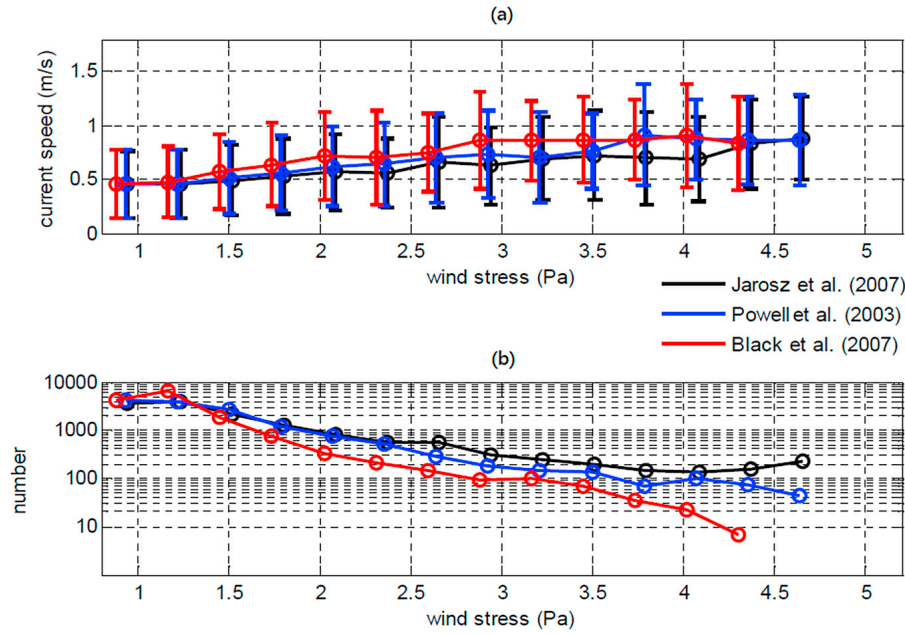 (a)
current speed (m/s)
1.5
1
0.5
0
1 1.5 2 2.5 3 3.5 4 4.5 5
wind stress (Pa)
Jarosz et al. (2007)
Powell et al. (2003)
Black et al. (2007)
(b)
number
10000
1000
100
10
1 1.5 2 2.5 3 3.5 4 4.5 5
wind stress (Pa)